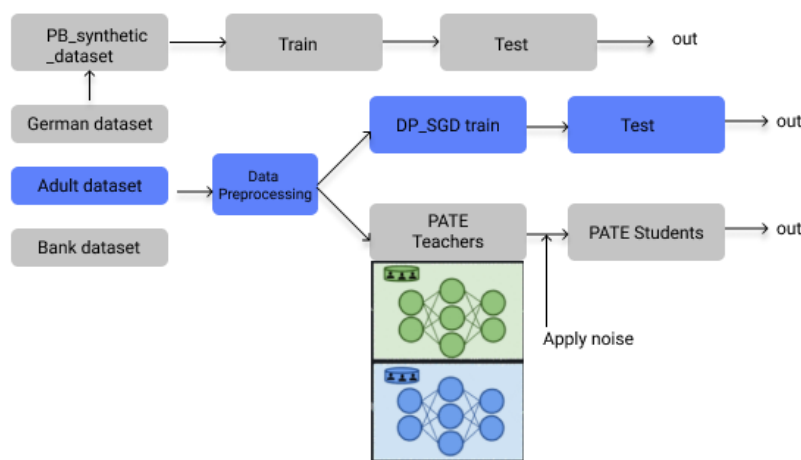 PB_synthetic
_dataset
Train
Test
out
German dataset
DP_SGD train
Test
out
Adult dataset
Data
Preprocessing
PATE
Teachers
PATE Students
out
Bank dataset
Apply noise